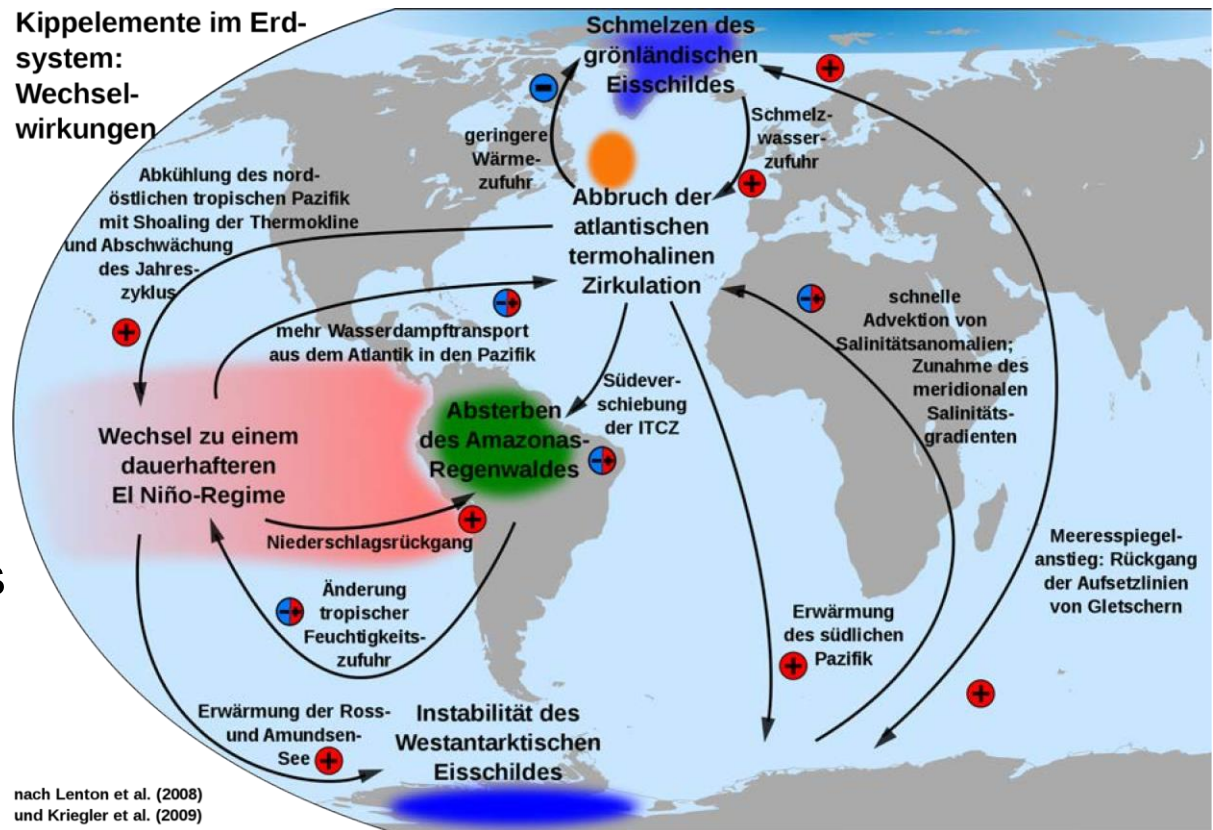 Kippelemente im Erd-
system:
Wechsel-
wirkungen
Schmelzen des
grönländischen
Eisschildes
geringere
Wärme-
zufuhr
Schmelz-
wasser-
zufuhr
Abkühlung des nord-
östlichen tropischen Pazifik
mit Shoaling der Thermokline
und Abschwächung
des Jahres-
zyklus
Abbruch der
atlantischen
termohalinen
Zirkulation
mehr Wasserdampftransport
aus dem Atlantik in den Pazifik
schnelle
Advektion von
Salinitätsanomalien;
Zunahme des
meridionalen
Salinitäts-
gradienten
Südever-
schiebung
der ITCZ
Absterben
des Amazonas-
Regenwaldes
Wechsel zu einem
dauerhafteren
El Niño-Regime
Niederschlagsrückgang
Änderung
tropischer
Feuchtigkeits-
zufuhr
s
Meeresspiegel-
anstieg: Rückgang
der Aufsetzlinien
von Gletschern
Erwärmung
des südlichen
Pazifik
Erwärmung der Ross-
und Amundsen-
See
Instabilität des
Westantarktischen
Eisschildes
nach Lenton et al. (2008)
und Kriegler et al. (2009)